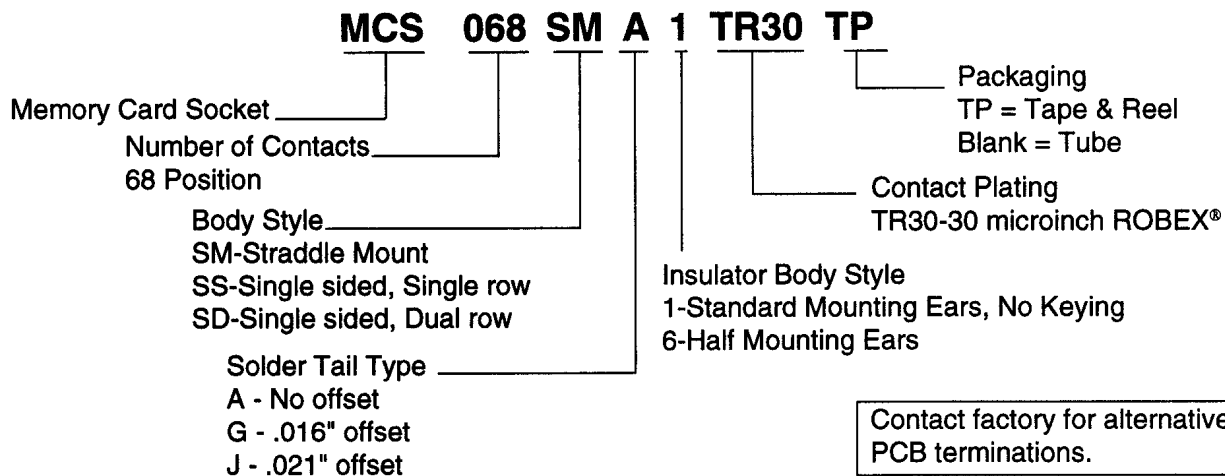 MCS 068 SM A 1 TR30 TP
Memory Card Socket
Number of Contacts
68 Position
Body Style
SM-Straddle Mount
SS-Single sided, Single row
SD-Single sided, Dual row
Solder Tail Type
A - No offset
G - .016" offset
J - .021" offset
Packaging
TP = Tape & Reel
Blank = Tube
Contact Plating
TR30-30 microinch ROBEX®
Insulator Body Style
1-Standard Mounting Ears, No Keying
6-Half Mounting Ears
Contact factory for alternative
PCB terminations.